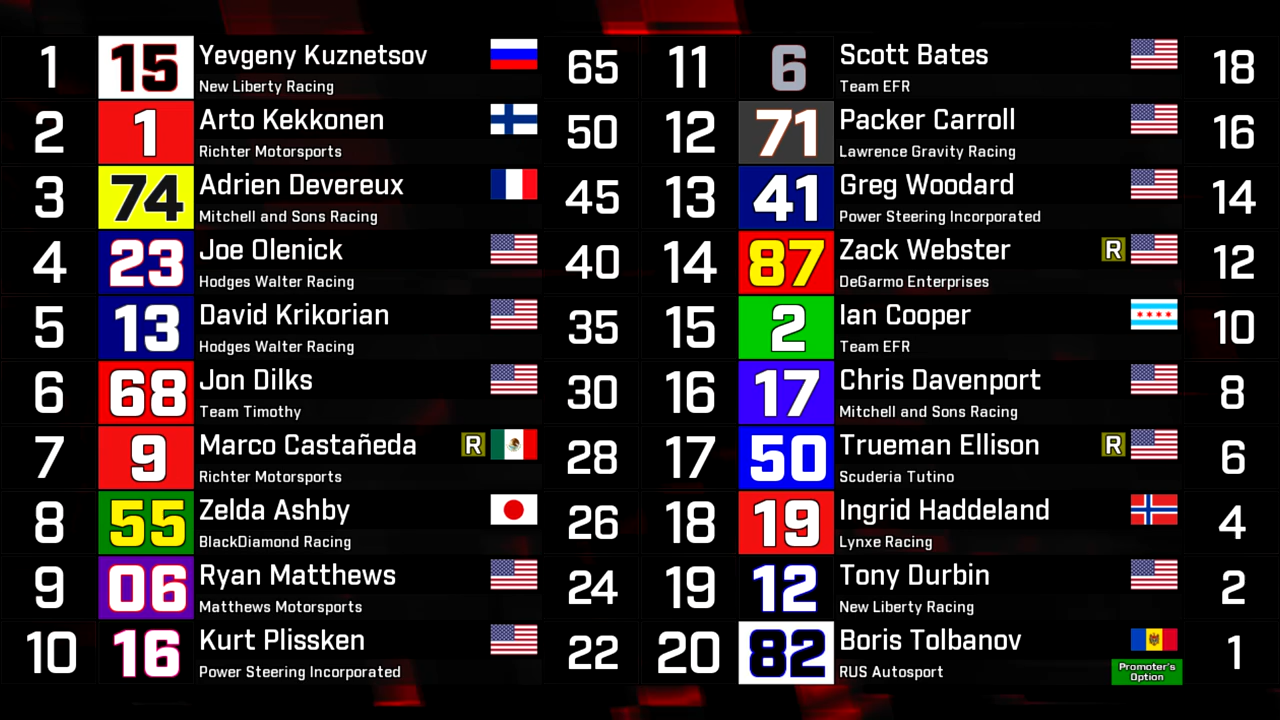 1 15 Yevgeny Kuznetsov 65
New Liberty Racing
2 1 Arto Kekkonen 50
Richter Motorsports
3 74 Adrien Devereux 45
Mitchell and Sons Racing
4 23 Joe Olenick 40
Hodges Walter Racing
5 13 David Krikorian 35
Hodges Walter Racing
6 68 Jon Dilks 30
Team Timothy
7 9 Marco Castañeda R 28
Richter Motorsports
8 55 Zelda Ashby 26
BlackDiamond Racing
9 06 Ryan Matthews 24
Matthews Motorsports
10 16 Kurt Plissken 22
Power Steering Incorporated
11 6 Scott Bates 18
Team EFR
12 71 Packer Carroll 16
Lawrence Gravity Racing
13 41 Greg Woodard 14
Power Steering Incorporated
14 87 Zack Webster R 12
DeGarmo Enterprises
15 2 Ian Cooper 10
Team EFR
16 17 Chris Davenport 8
Mitchell and Sons Racing
17 50 Trueman Ellison R 6
Scuderia Tutino
18 19 Ingrid Haddeland 4
Lynxe Racing
19 12 Tony Durbin 2
New Liberty Racing
20 82 Boris Tolbanov 1
RUS Autosport
Promoter's
Option